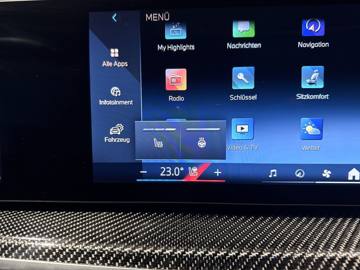 MENÜ
My Highlights
Nachrichten
Navigation
Alle Apps
Radio
Schlüssel
Sitzkomfort
Infotainment
Fahrzeug
Video & TV
Wetter
− 23.0° +